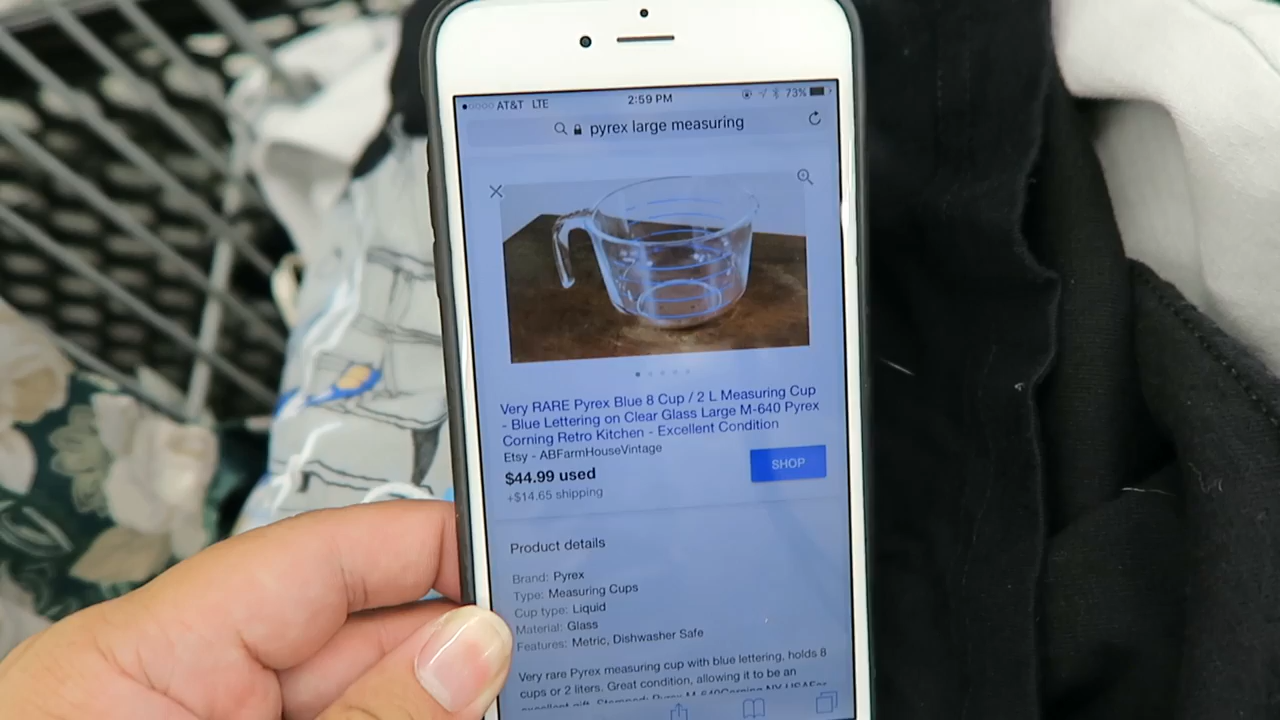 AT&T LTE 2:59 PM 73%
pyrex large measuring
Very RARE Pyrex Blue 8 Cup / 2 L Measuring Cup
- Blue Lettering on Clear Glass Large M-640 Pyrex
Corning Retro Kitchen - Excellent Condition
Etsy - ABFarmHouseVintage
$44.99 used
+$14.65 shipping
SHOP
Product details
Brand: Pyrex
Type: Measuring Cups
Cup type: Liquid
Material: Glass
Features: Metric, Dishwasher Safe
Very rare Pyrex measuring cup with blue lettering, holds 8
cups or 2 liters. Great condition, allowing it to be an